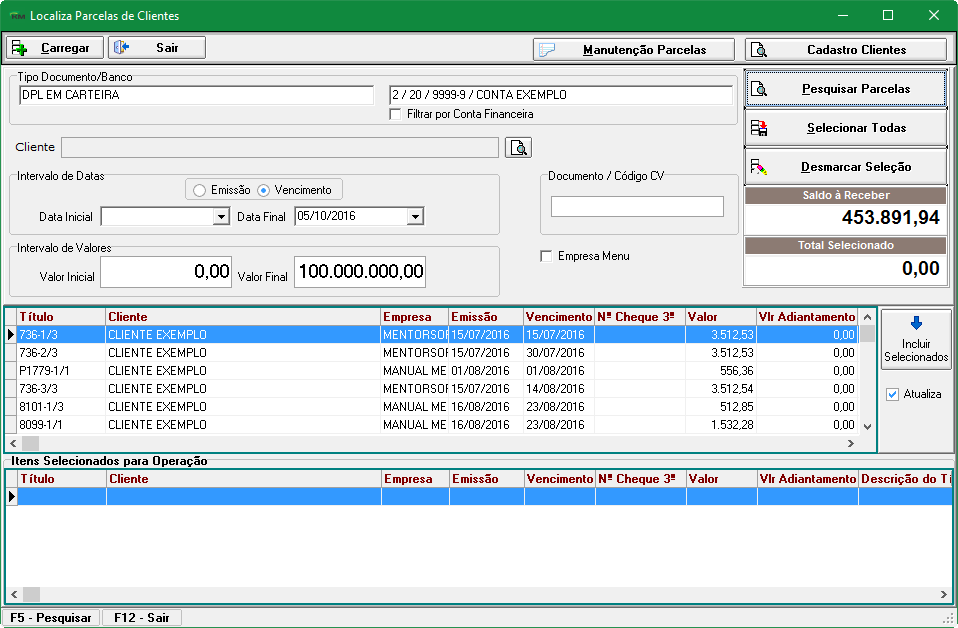 Localiza Parcelas de Clientes
Carregar
Sair
Manutenção Parcelas
Cadastro Clientes
Tipo Documento/Banco
DPL EM CARTEIRA
2 / 20 / 9999-9 / CONTA EXEMPLO
Filtrar por Conta Financeira
Pesquisar Parcelas
Selecionar Todas
Desmarcar Seleção
Cliente
Intervalo de Datas
Emissão
Vencimento
Data Inicial
Data Final
05/10/2016
Documento / Código CV
Saldo à Receber
453.891,94
Total Selecionado
0,00
Intervalo de Valores
Valor Inicial
0,00
Valor Final
100.000.000,00
Empresa Menu
Título Cliente Empresa Emissão Vencimento Nº Cheque 3º Valor Vlr Adiantamento
736-1/3 CLIENTE EXEMPLO MENTORSOF 15/07/2016 15/07/2016 3.512,53 0,00
736-2/3 CLIENTE EXEMPLO MENTORSOF 15/07/2016 30/07/2016 3.512,53 0,00
P1779-1/1 CLIENTE EXEMPLO MANUAL ME 01/08/2016 01/08/2016 556,36 0,00
736-3/3 CLIENTE EXEMPLO MENTORSOF 15/07/2016 14/08/2016 3.512,54 0,00
8101-1/3 CLIENTE EXEMPLO MANUAL ME 16/08/2016 23/08/2016 512,85 0,00
8099-1/1 CLIENTE EXEMPLO MANUAL ME 16/08/2016 23/08/2016 1.532,28 0,00
Incluir
Selecionados
Atualiza
Itens Selecionados para Operação
Título Cliente Empresa Emissão Vencimento Nº Cheque 3º Valor Vlr Adiantamento Descrição do Tí
F5 - Pesquisar
F12 - Sair